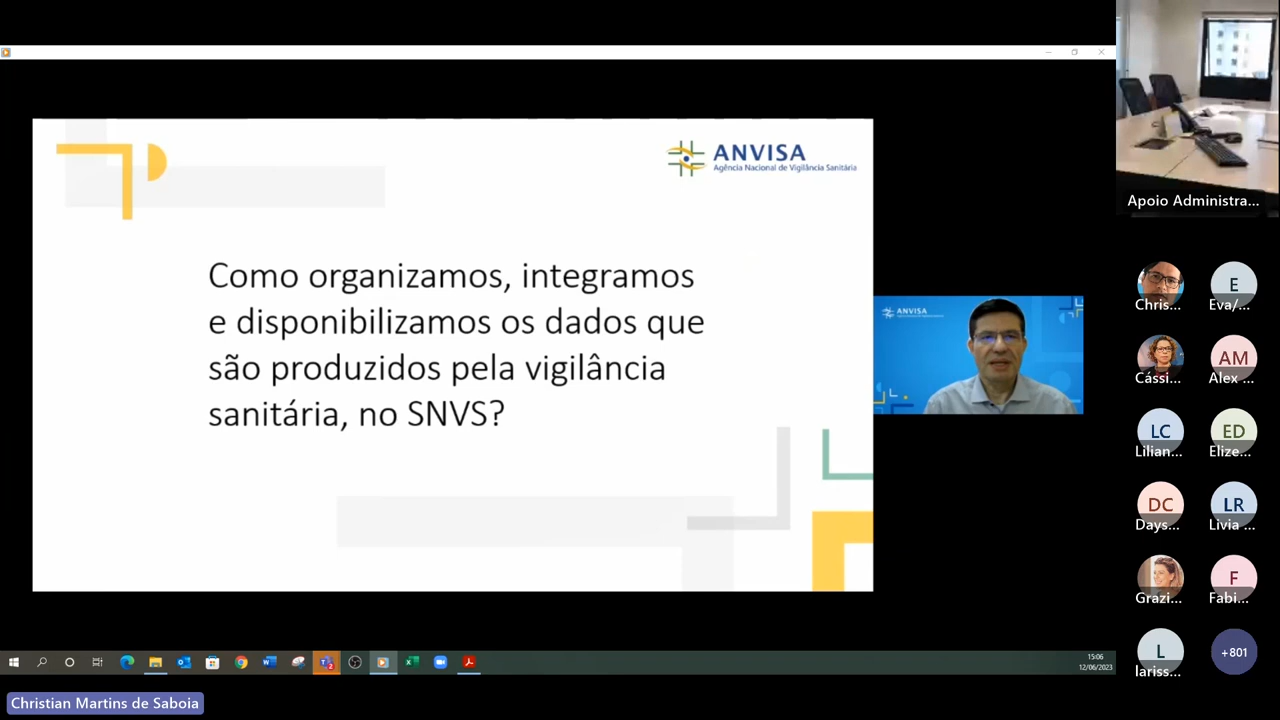 ANVISA
Agência Nacional de Vigilância Sanitária
Como organizamos, integramos
e disponibilizamos os dados que
são produzidos pela vigilância
sanitária, no SNVS?
ANVISA
Apoio Administra...
Chris...
E
Eva/...
Cássi...
AM
Alex ...
LC
Lilian...
ED
Elize...
DC
Days...
LR
Livia ...
Grazi...
F
Fabi...
L
lariss...
+801
15:06
12/06/2023
Christian Martins de Saboia